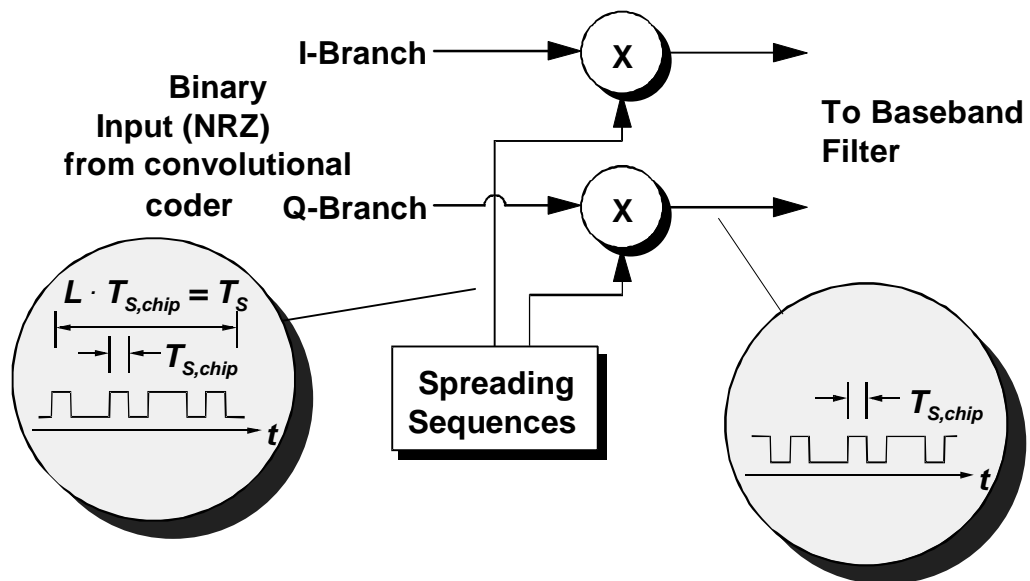 I-Branch
X
Binary
Input (NRZ)
from convolutional
coder
To Baseband
Filter
Q-Branch
X
L · T_S,chip = T_S
T_S,chip
t
Spreading
Sequences
T_S,chip
t